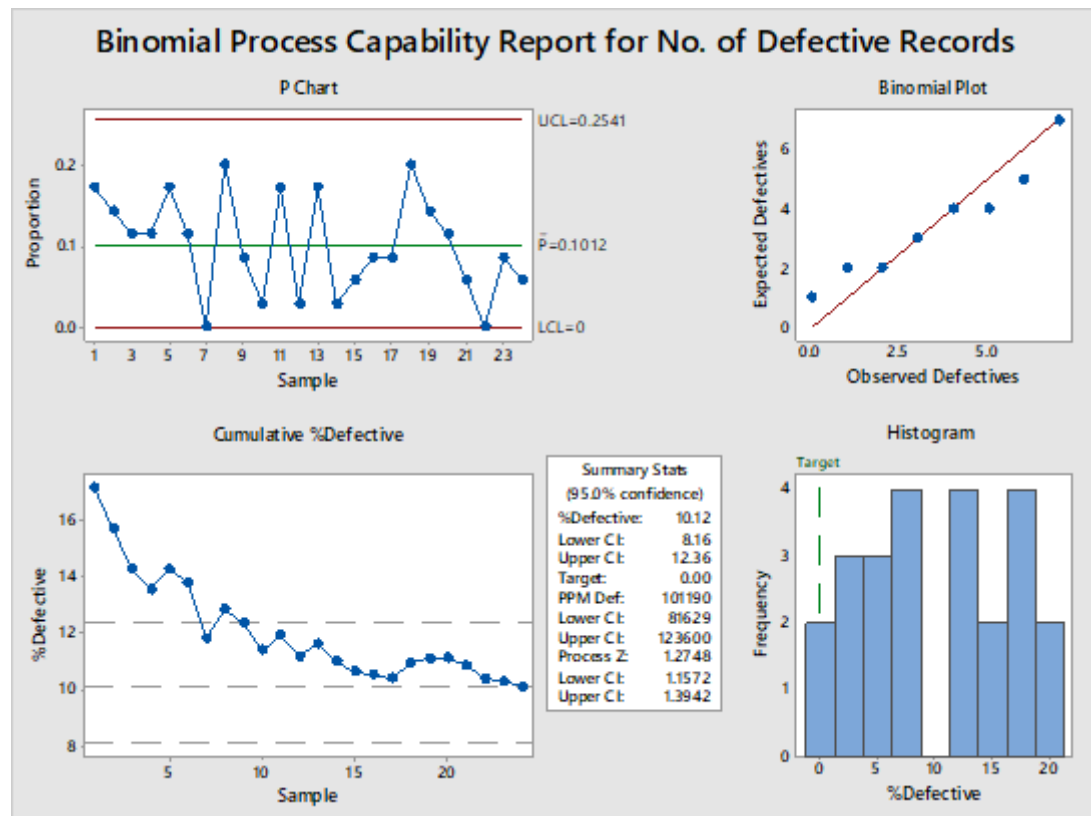 Binomial Process Capability Report for No. of Defective Records
P Chart
Proportion
0.2
0.1
0.0
UCL=0.2541
P̄=0.1012
LCL=0
1 3 5 7 9 11 13 15 17 19 21 23
Sample
Binomial Plot
Expected Defectives
6
4
2
0
0.0 2.5 5.0
Observed Defectives
Cumulative %Defective
%Defective
16
14
12
10
8
5 10 15 20
Sample
Summary Stats
(95.0% confidence)
%Defective: 10.12
Lower CI: 8.16
Upper CI: 12.36
Target: 0.00
PPM Def: 101190
Lower CI: 81629
Upper CI: 123600
Process Z: 1.2748
Lower CI: 1.1572
Upper CI: 1.3942
Histogram
Target
Frequency
4
3
2
1
0
0 5 10 15 20
%Defective